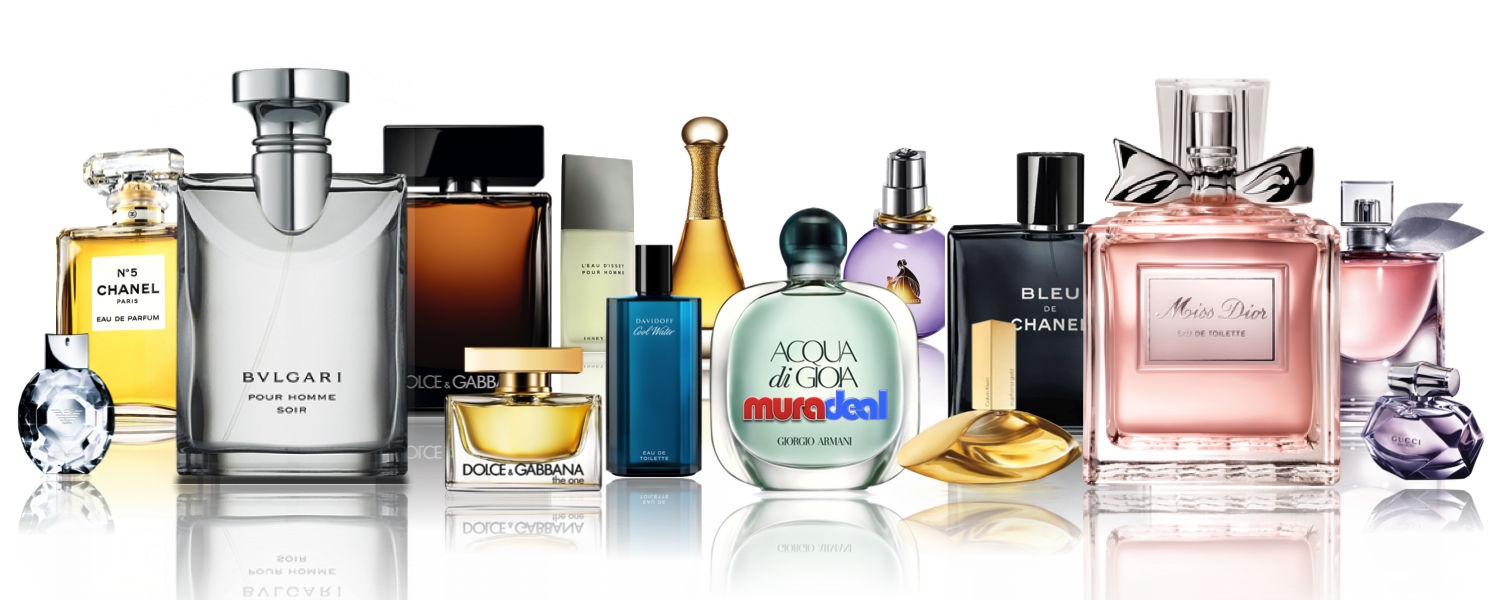 N°5
CHANEL
PARIS
EAU DE PARFUM
BVLGARI
POUR HOMME
SOIR
DOLCE & GABBA
L'EAU D'ISSEY
POUR HOMME
DOLCE & GABBANA
the one
DAVIDOFF
Cool Water
EAU DE
TOILETTE
ACQUA
di GIOIA
muradeal
GIORGIO ARMANI
BLEU
DE
CHANEL
Miss Dior
EAU DE TOILETTE
GUCCI